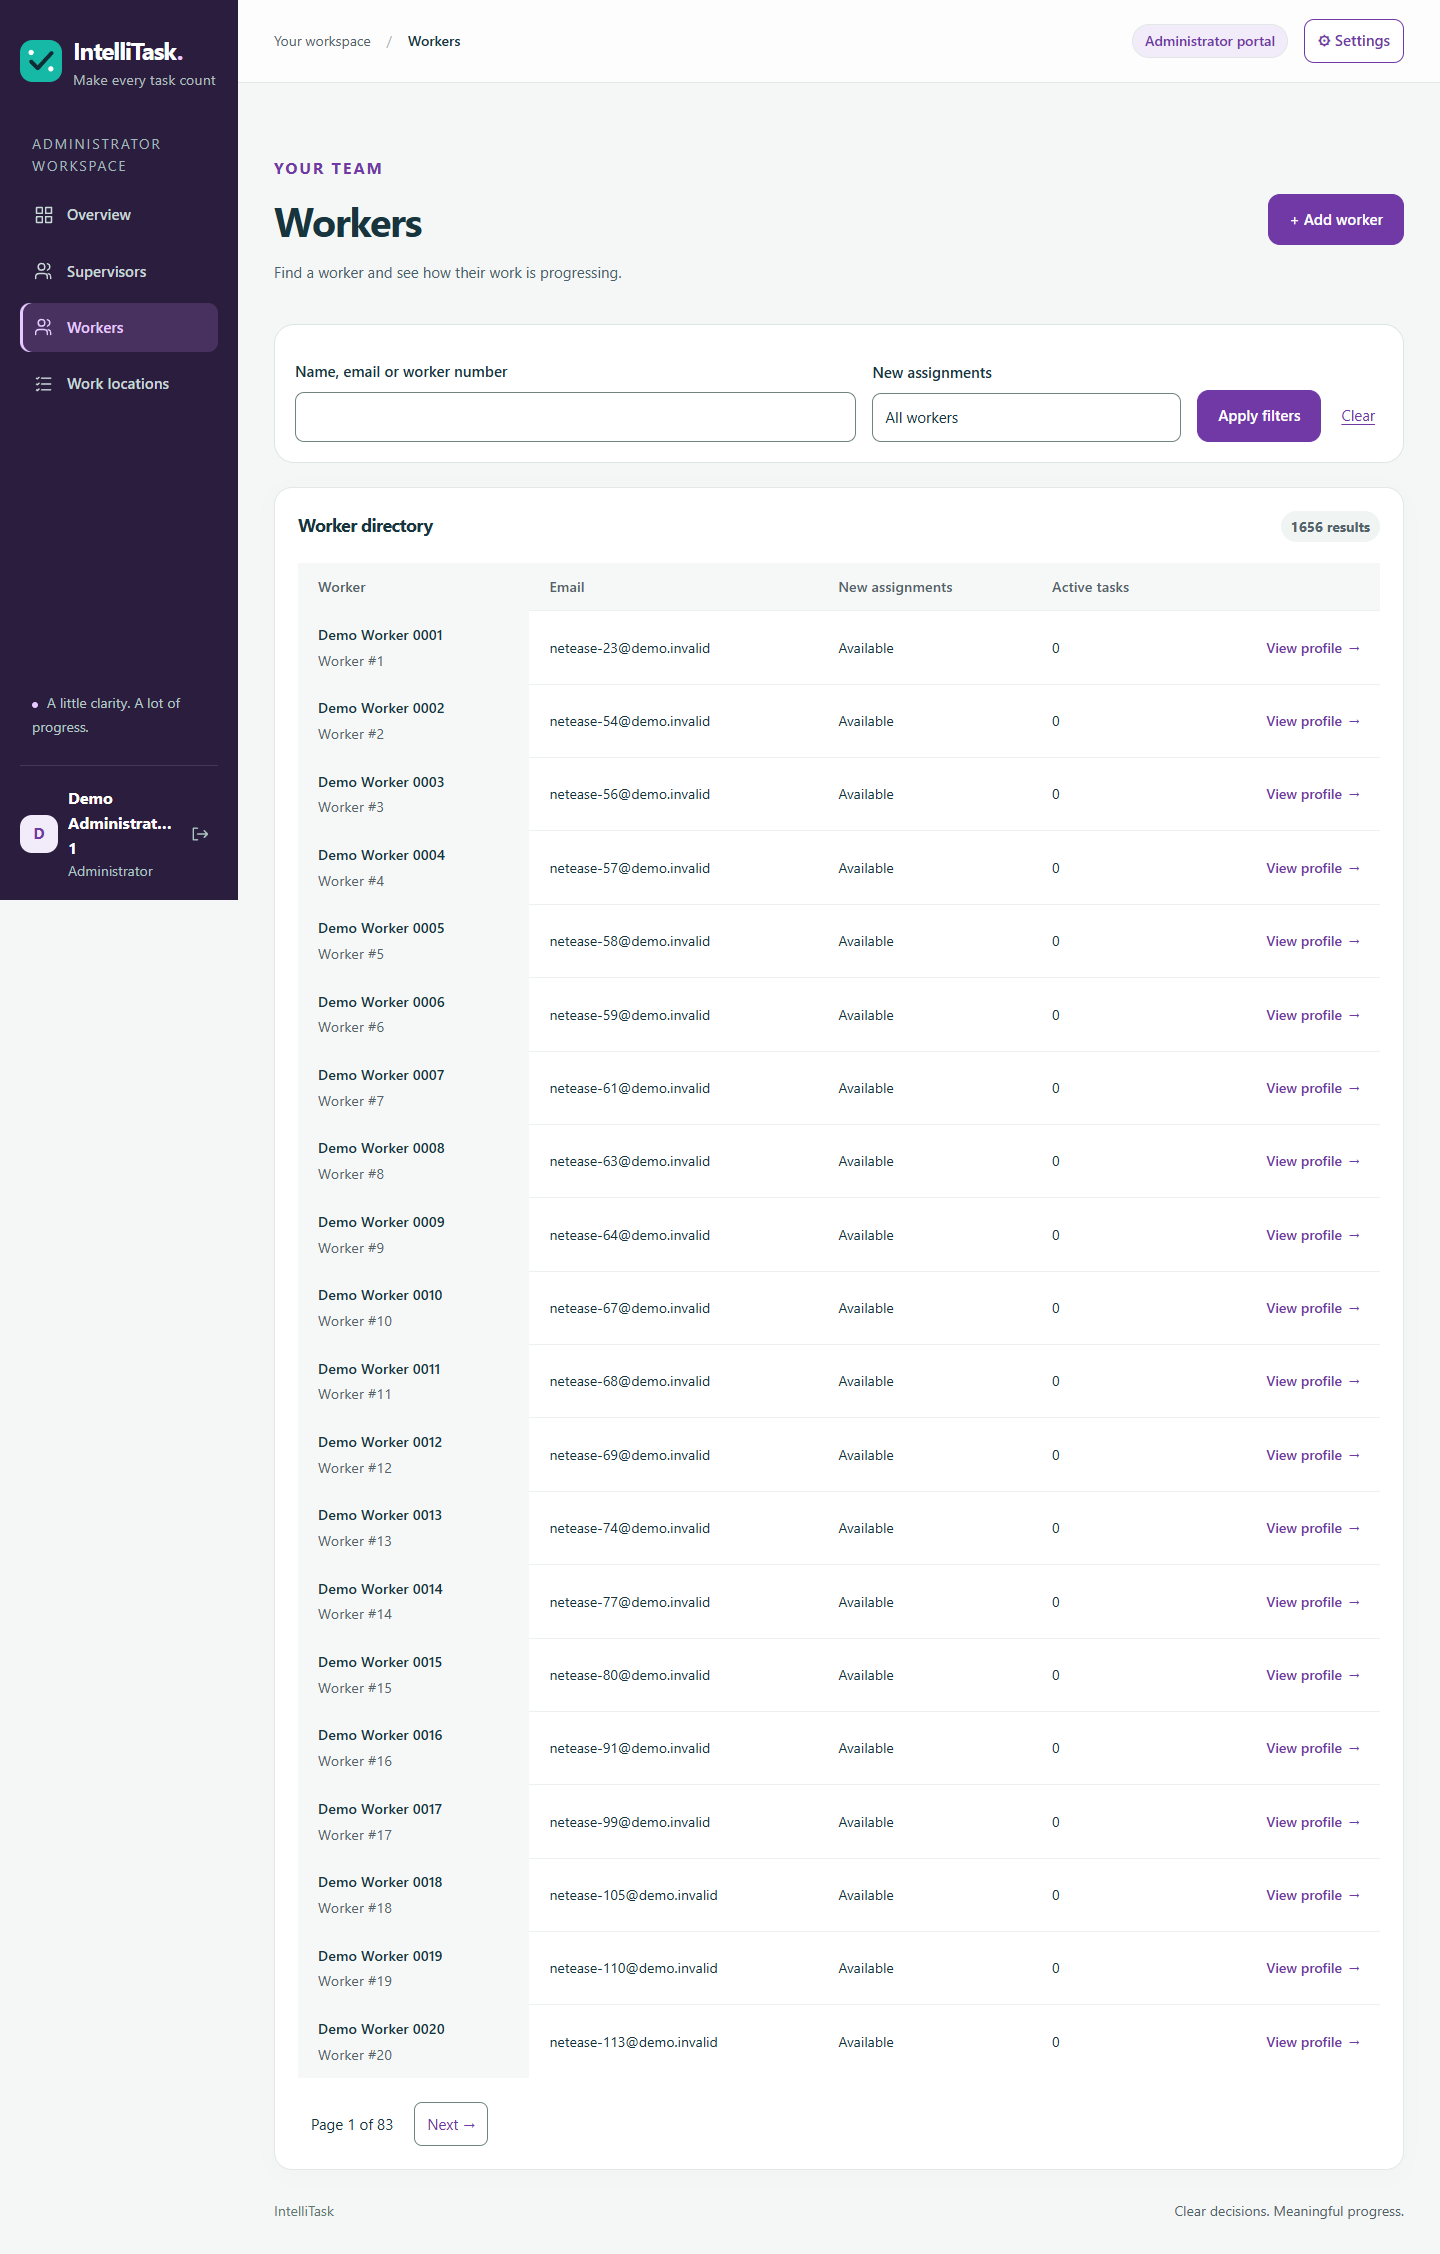 IntelliTask.
Make every task count
ADMINISTRATOR
WORKSPACE
Overview
Supervisors
Workers
Work locations
A little clarity. A lot of
progress.
D
Demo
Administrat...
1
Administrator
Your workspace / Workers
Administrator portal
Settings
YOUR TEAM
Workers
+ Add worker
Find a worker and see how their work is progressing.
Name, email or worker number
New assignments
All workers
Apply filters
Clear
Worker directory
1656 results
Worker Email New assignments Active tasks
Demo Worker 0001
Worker #1
netease-23@demo.invalid Available 0 View profile →
Demo Worker 0002
Worker #2
netease-54@demo.invalid Available 0 View profile →
Demo Worker 0003
Worker #3
netease-56@demo.invalid Available 0 View profile →
Demo Worker 0004
Worker #4
netease-57@demo.invalid Available 0 View profile →
Demo Worker 0005
Worker #5
netease-58@demo.invalid Available 0 View profile →
Demo Worker 0006
Worker #6
netease-59@demo.invalid Available 0 View profile →
Demo Worker 0007
Worker #7
netease-61@demo.invalid Available 0 View profile →
Demo Worker 0008
Worker #8
netease-63@demo.invalid Available 0 View profile →
Demo Worker 0009
Worker #9
netease-64@demo.invalid Available 0 View profile →
Demo Worker 0010
Worker #10
netease-67@demo.invalid Available 0 View profile →
Demo Worker 0011
Worker #11
netease-68@demo.invalid Available 0 View profile →
Demo Worker 0012
Worker #12
netease-69@demo.invalid Available 0 View profile →
Demo Worker 0013
Worker #13
netease-74@demo.invalid Available 0 View profile →
Demo Worker 0014
Worker #14
netease-77@demo.invalid Available 0 View profile →
Demo Worker 0015
Worker #15
netease-80@demo.invalid Available 0 View profile →
Demo Worker 0016
Worker #16
netease-91@demo.invalid Available 0 View profile →
Demo Worker 0017
Worker #17
netease-99@demo.invalid Available 0 View profile →
Demo Worker 0018
Worker #18
netease-105@demo.invalid Available 0 View profile →
Demo Worker 0019
Worker #19
netease-110@demo.invalid Available 0 View profile →
Demo Worker 0020
Worker #20
netease-113@demo.invalid Available 0 View profile →
Page 1 of 83 Next →
IntelliTask
Clear decisions. Meaningful progress.